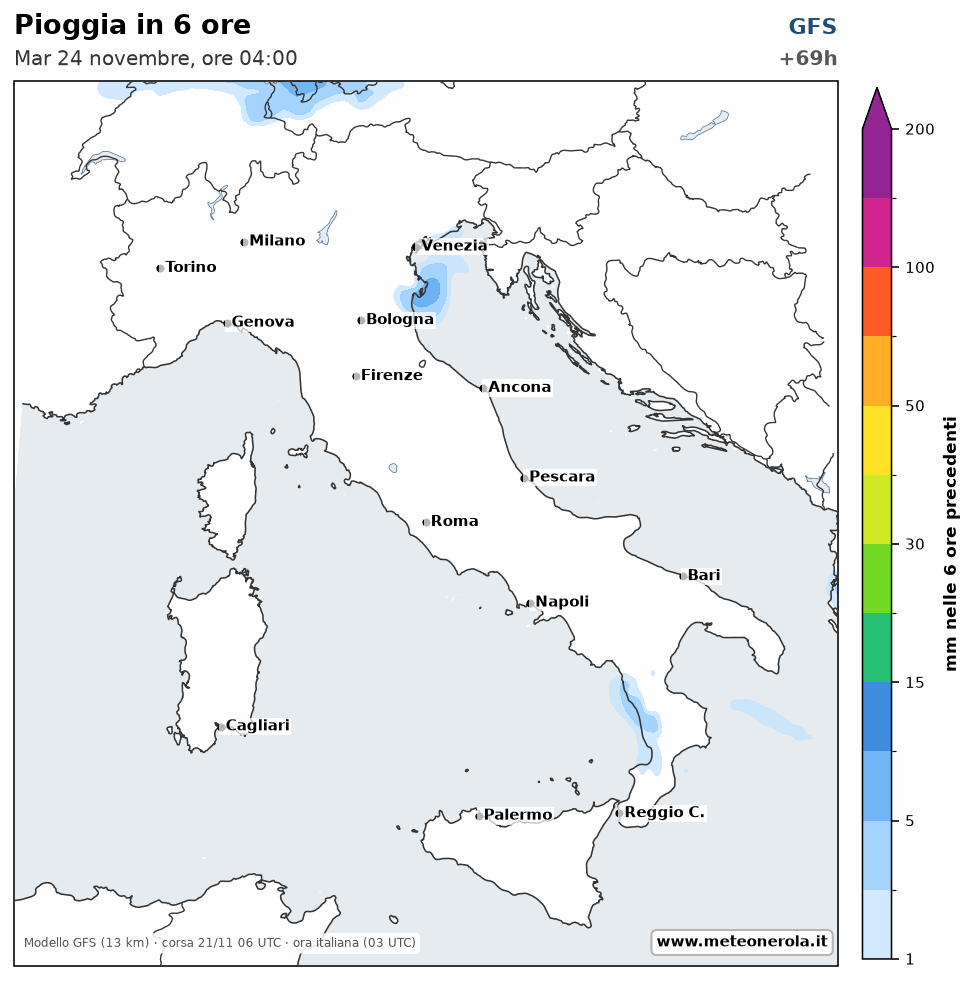 Pioggia in 6 ore
GFS
Mar 24 novembre, ore 04:00
+69h
Milano
Venezia
Torino
Genova
Bologna
Firenze
Ancona
Pescara
Roma
Bari
Napoli
Cagliari
Palermo
Reggio C.
200
100
50
30
15
5
1
mm nelle 6 ore precedenti
Modello GFS (13 km) · corsa 21/11 06 UTC · ora italiana (03 UTC)
www.meteonerola.it